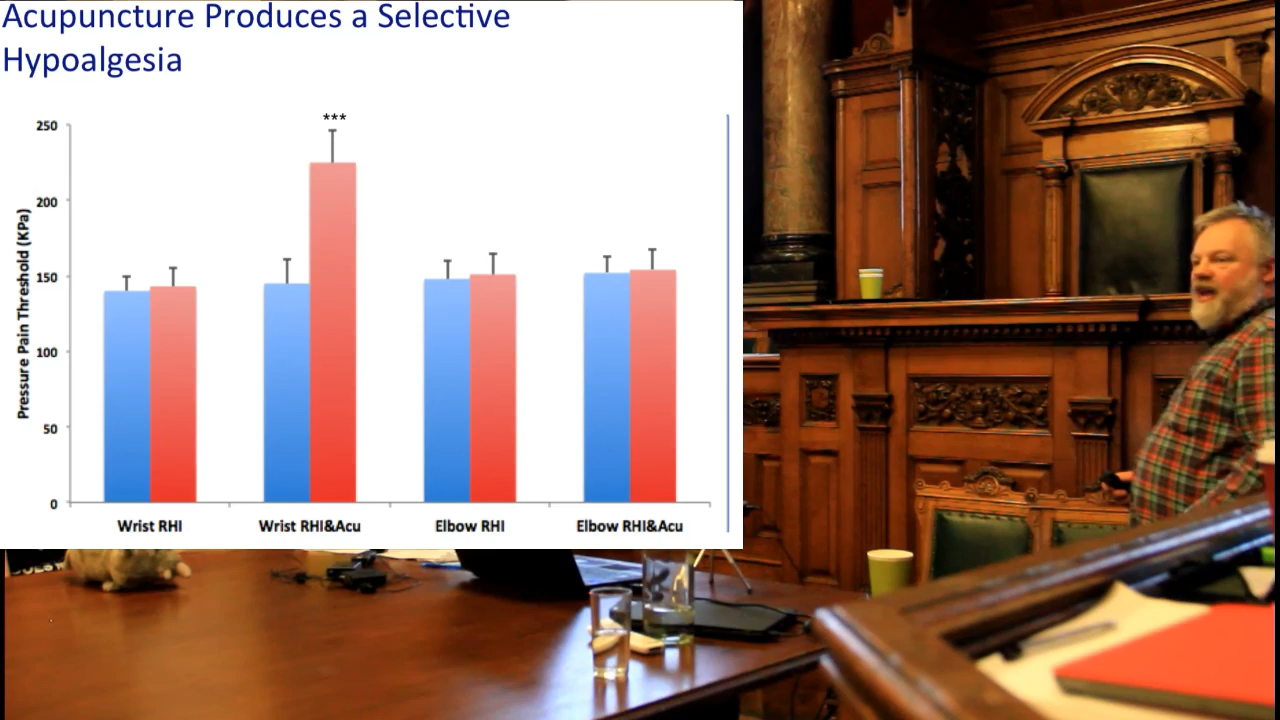 Acupuncture Produces a Selective
Hypoalgesia
***
250
200
150
100
50
0
Pressure Pain Threshold (KPa)
Wrist RHI
Wrist RHI&Acu
Elbow RHI
Elbow RHI&Acu